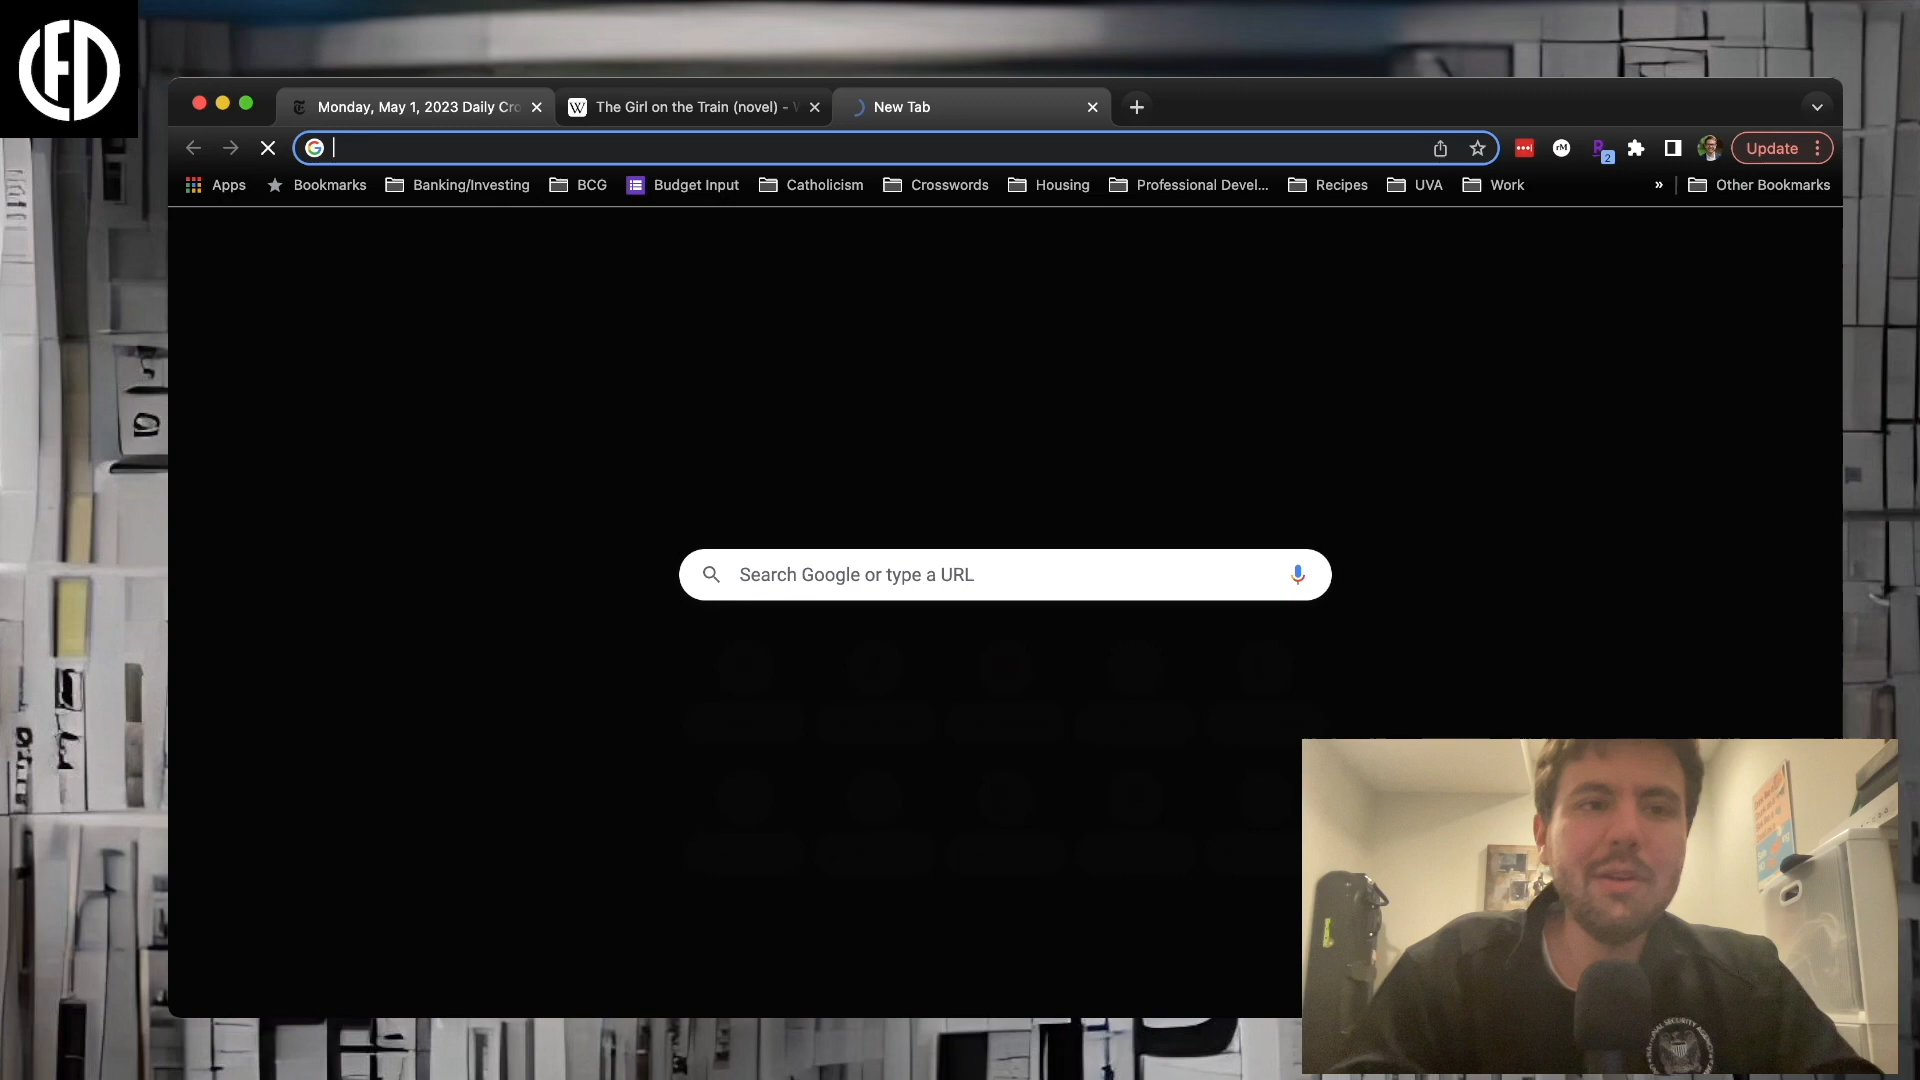 Monday, May 1, 2023 Daily Cro
The Girl on the Train (novel) -
New Tab
Update
Apps
Bookmarks
Banking/Investing
BCG
Budget Input
Catholicism
Crosswords
Housing
Professional Devel...
Recipes
UVA
Work
»
Other Bookmarks
2
Search Google or type a URL